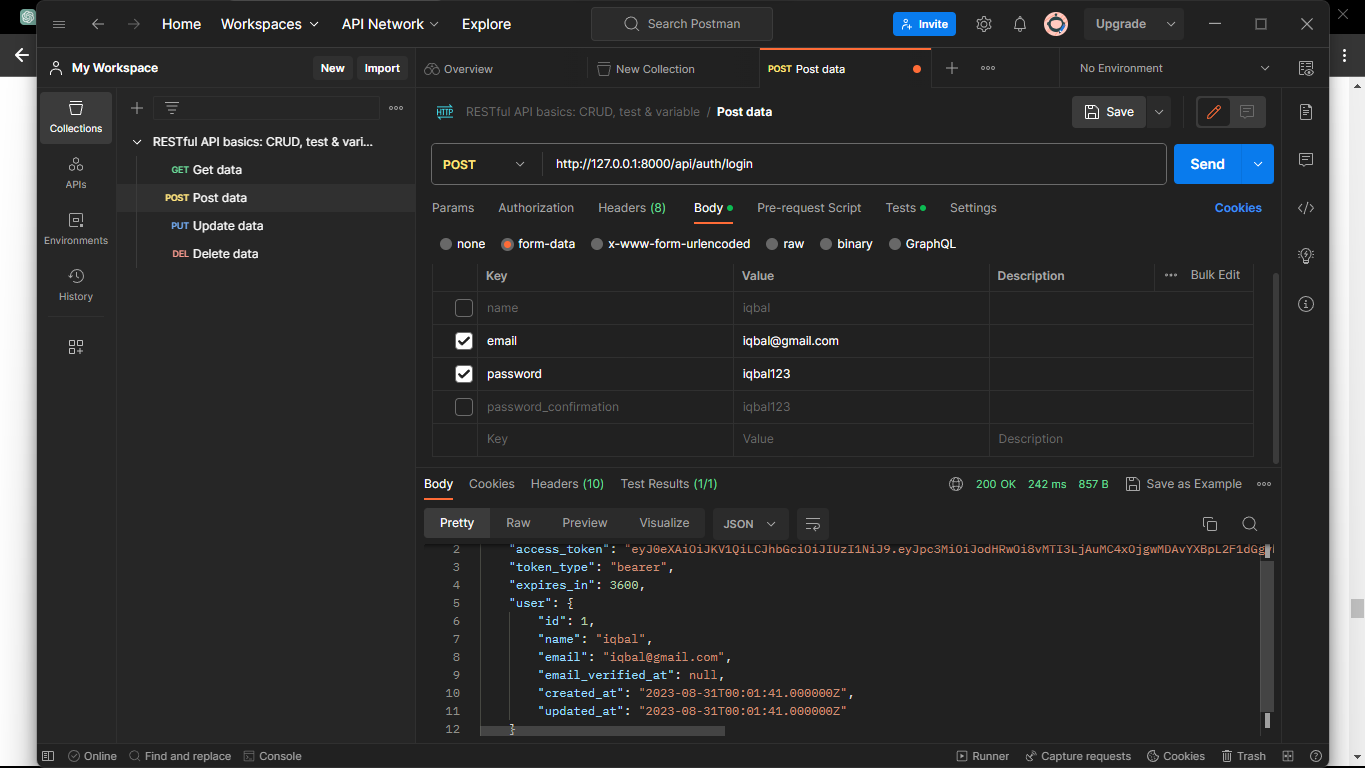 Home Workspaces API Network Explore Search Postman Invite Upgrade
My Workspace New Import Overview New Collection POST Post data No Environment
Collections
APIs
Environments
History
RESTful API basics: CRUD, test & vari...
GET Get data
POST Post data
PUT Update data
DEL Delete data
HTTP RESTful API basics: CRUD, test & variable / Post data Save
POST http://127.0.0.1:8000/api/auth/login Send
Params Authorization Headers (8) Body Pre-request Script Tests Settings Cookies
none form-data x-www-form-urlencoded raw binary GraphQL
Key Value Description Bulk Edit
name iqbal
email iqbal@gmail.com
password iqbal123
password_confirmation iqbal123
Key Value Description
Body Cookies Headers (10) Test Results (1/1) 200 OK 242 ms 857 B Save as Example
Pretty Raw Preview Visualize JSON
2 "access_token":
3 "token_type": "bearer",
4 "expires_in": 3600,
5 "user": {
6 "id": 1,
7 "name": "iqbal",
8 "email": "iqbal@gmail.com",
9 "email_verified_at": null,
10 "created_at": "2023-08-31T00:01:41.000000Z",
11 "updated_at": "2023-08-31T00:01:41.000000Z"
12 }
Online Find and replace Console Runner Capture requests Cookies Trash